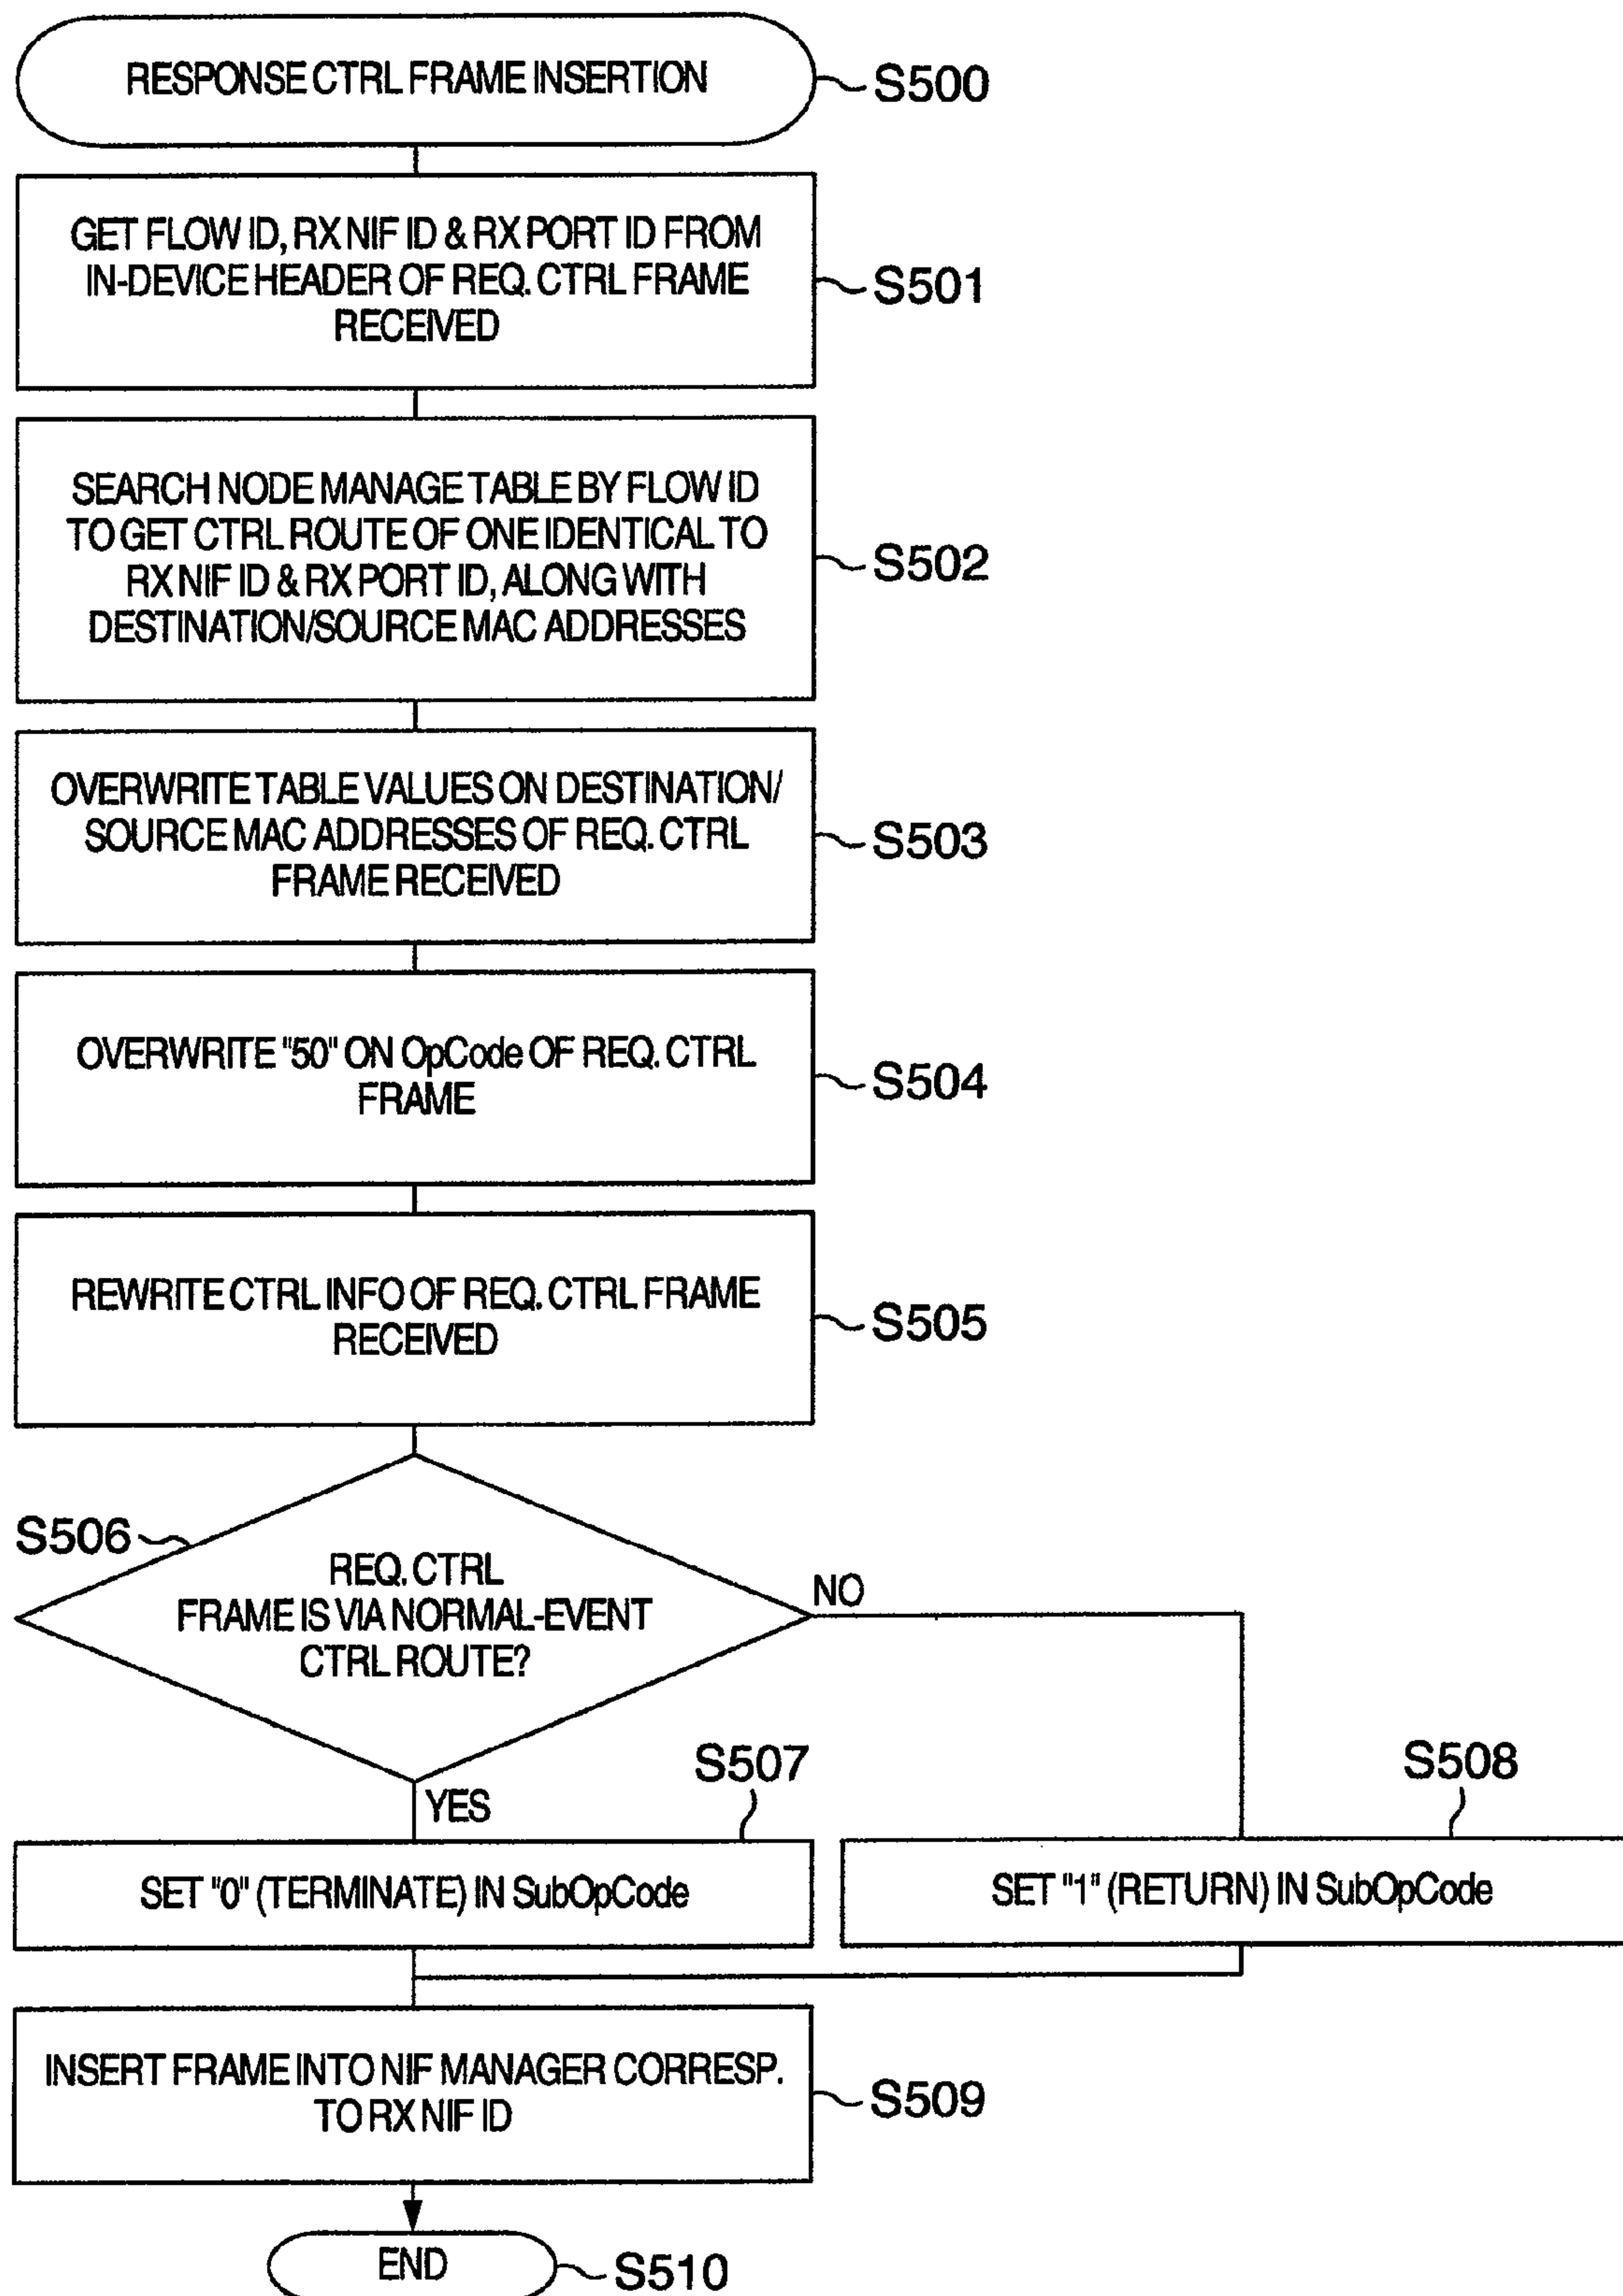 RESPONSE CTRL FRAME INSERTION
S500
GET FLOW ID, RX NIF ID & RX PORT ID FROM
IN-DEVICE HEADER OF REQ. CTRL FRAME
RECEIVED
S501
SEARCH NODE MANAGE TABLE BY FLOW ID
TO GET CTRL ROUTE OF ONE IDENTICAL TO
RX NIF ID & RX PORT ID, ALONG WITH
DESTINATION/SOURCE MAC ADDRESSES
S502
OVERWRITE TABLE VALUES ON DESTINATION/
SOURCE MAC ADDRESSES OF REQ. CTRL
FRAME RECEIVED
S503
OVERWRITE "50" ON OpCode OF REQ. CTRL
FRAME
S504
REWRITE CTRL INFO OF REQ. CTRL FRAME
RECEIVED
S505
S506
REQ. CTRL
FRAME IS VIA NORMAL-EVENT
CTRL ROUTE?
NO
YES
S507
SET "0" (TERMINATE) IN SubOpCode
S508
SET "1" (RETURN) IN SubOpCode
INSERT FRAME INTO NIF MANAGER CORRESP.
TO RX NIF ID
S509
END
S510